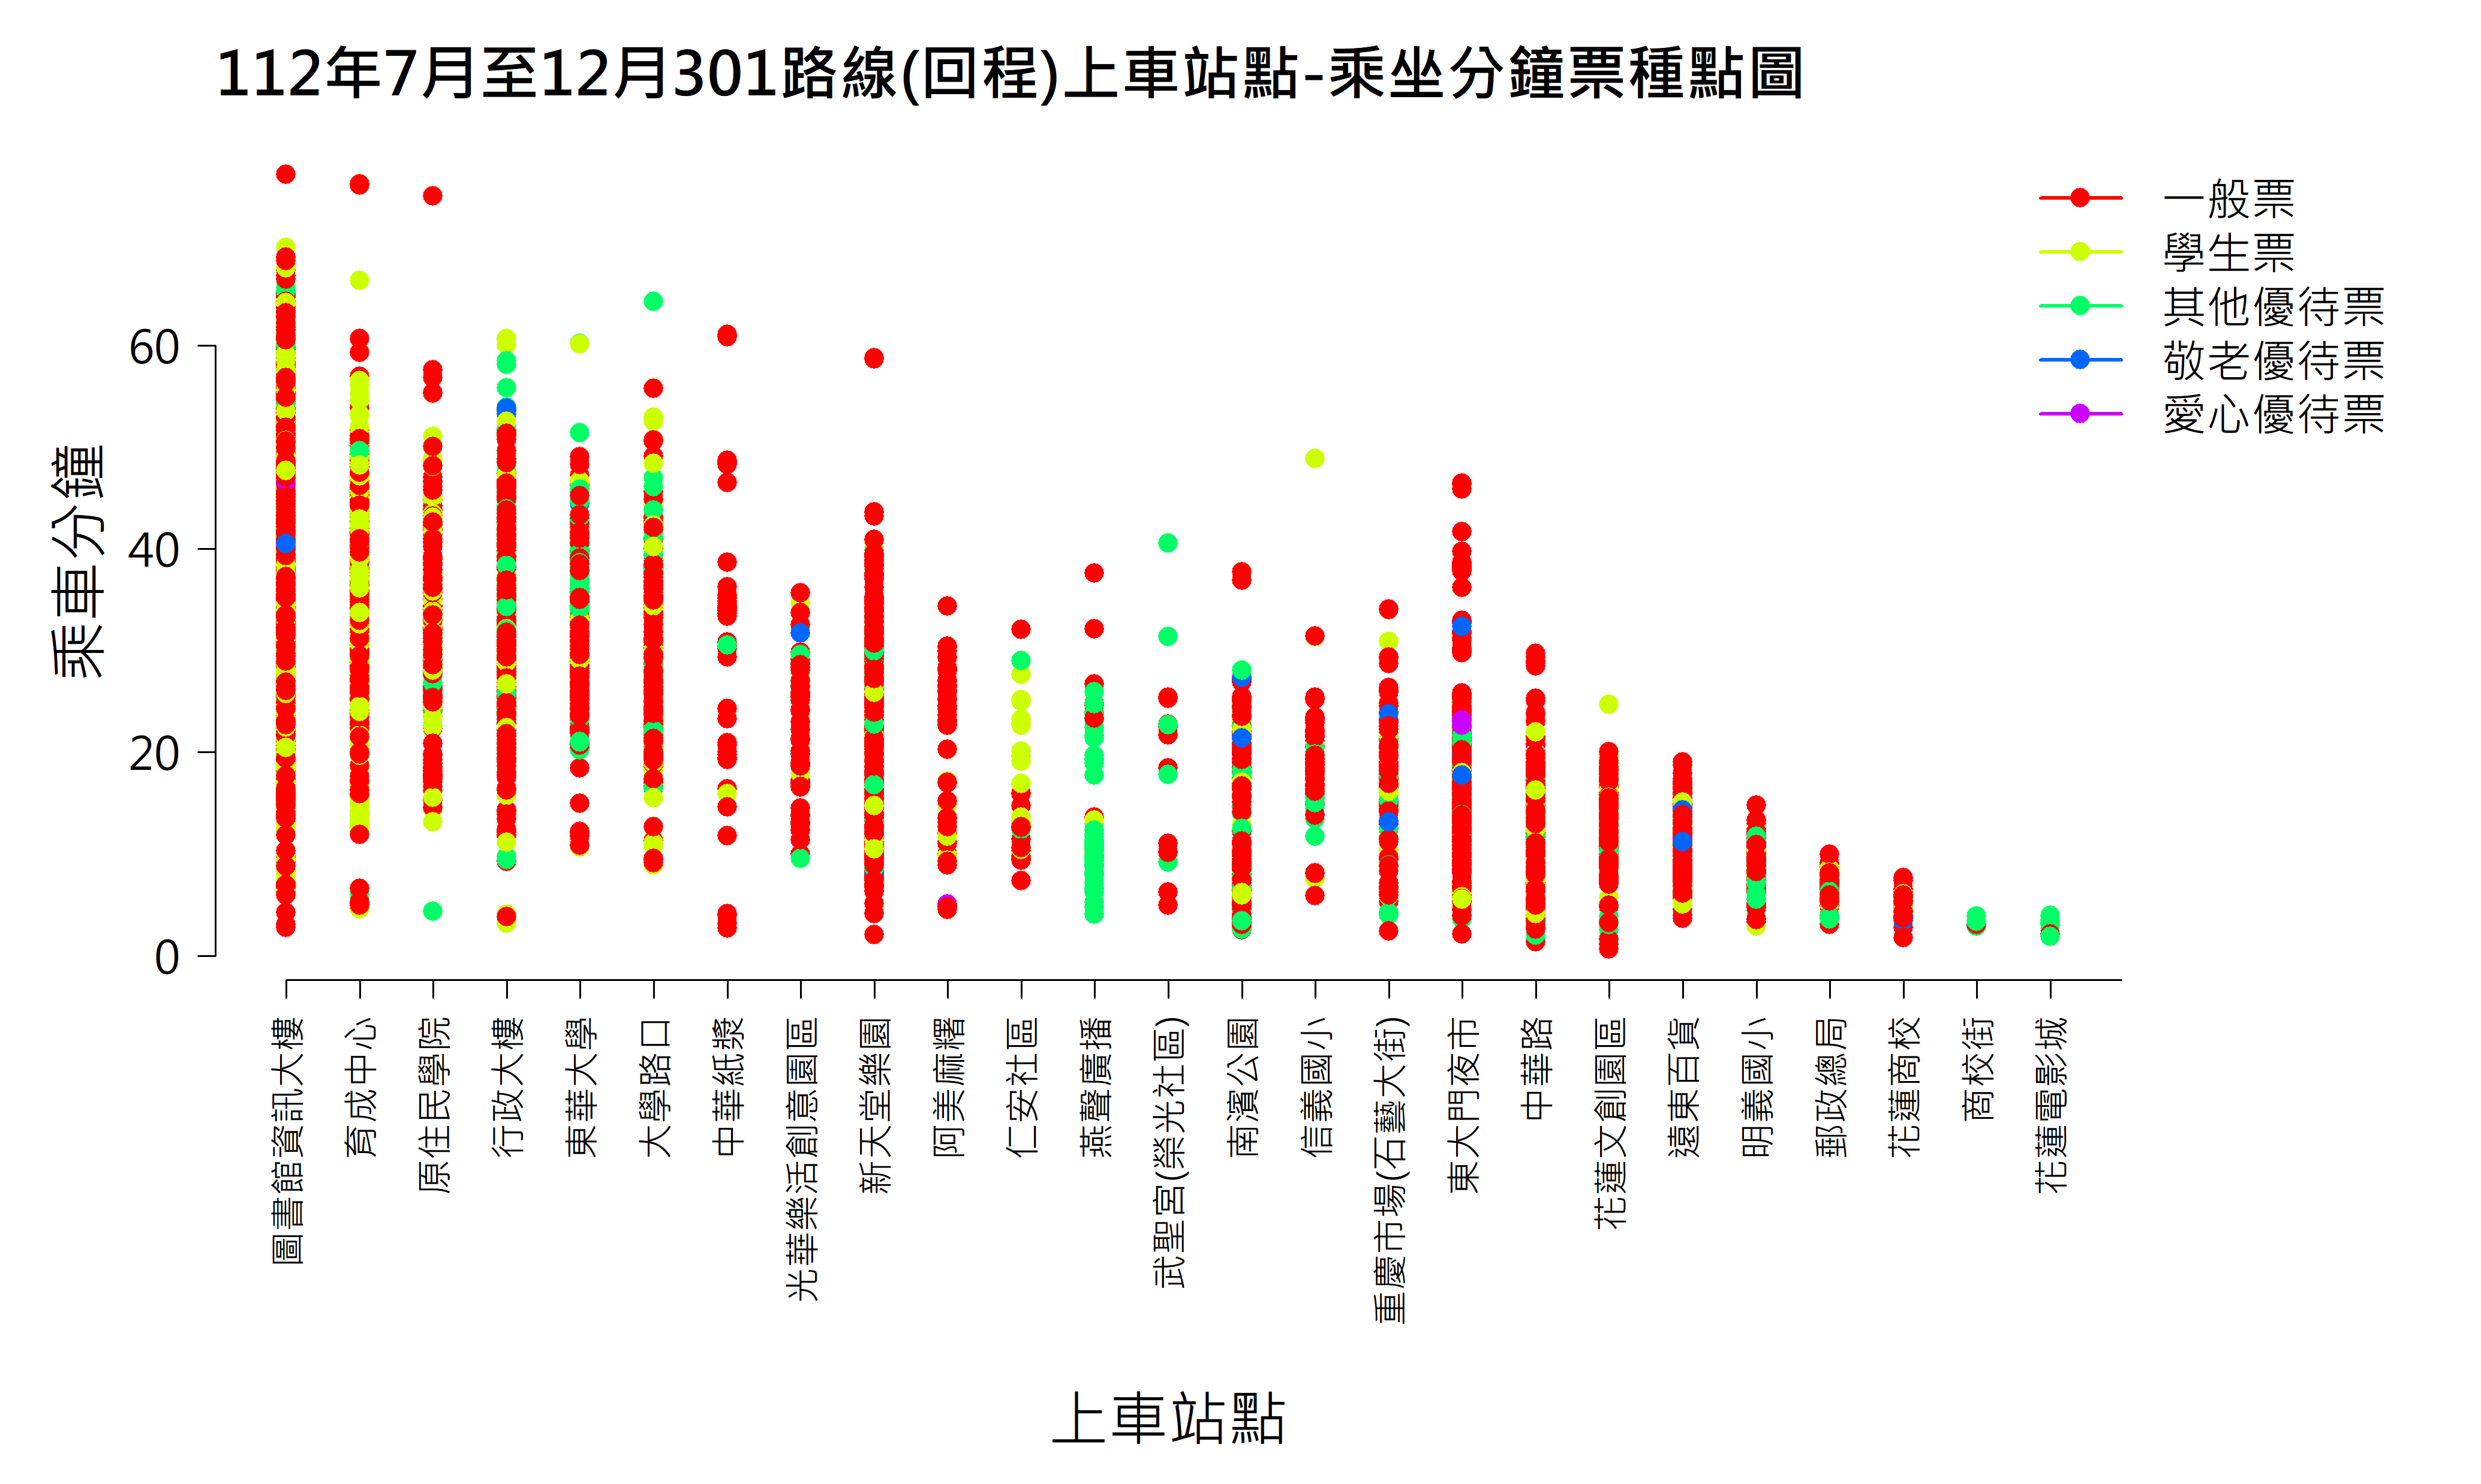 112年7月至12月301路線(回程)上車站點-乘坐分鐘票種點圖
一般票
學生票
其他優待票
敬老優待票
愛心優待票
乘車分鐘
60
40
20
0
圖書館資訊大樓
育成中心
原住民學院
行政大樓
東華大學
大學路口
中華紙漿
光華樂活創意園區
新天堂樂園
阿美麻糬
仁安社區
燕聲廣播
武聖宮(榮光社區)
南濱公園
信義國小
重慶市場(石藝大街)
東大門夜市
中華路
花蓮文創園區
遠東百貨
明義國小
郵政總局
花蓮商校
商校街
花蓮電影城
上車站點